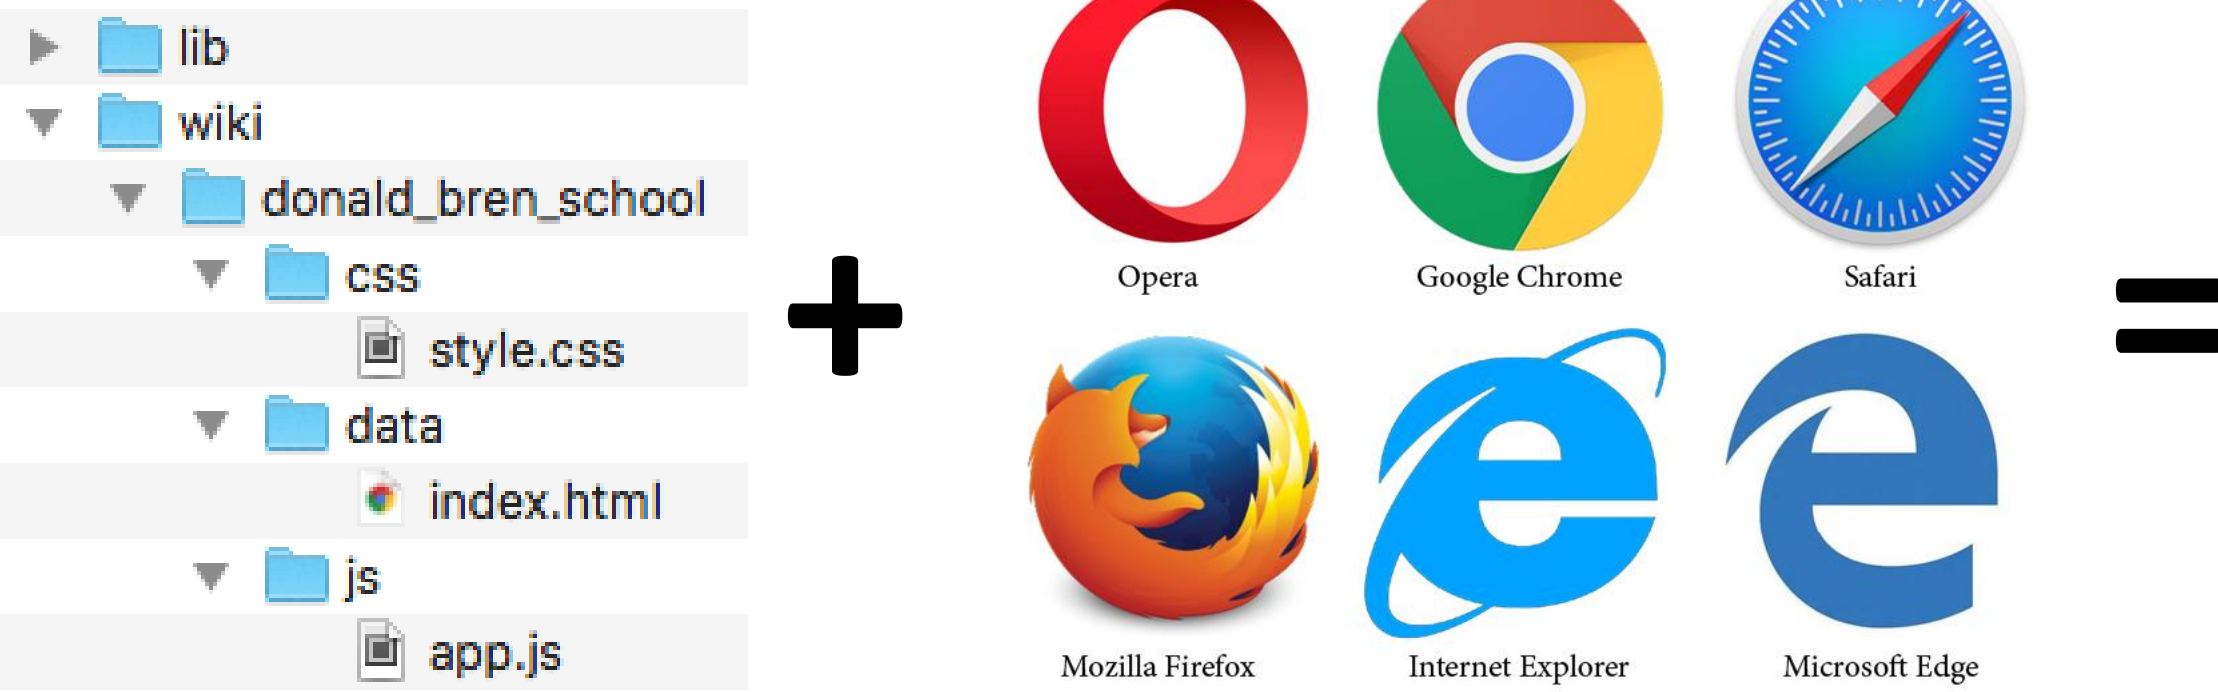 lib
wiki
donald_bren_school
css
style.css
data
index.html
js
app.js
+
Opera
Google Chrome
Safari
Mozilla Firefox
Internet Explorer
Microsoft Edge
=